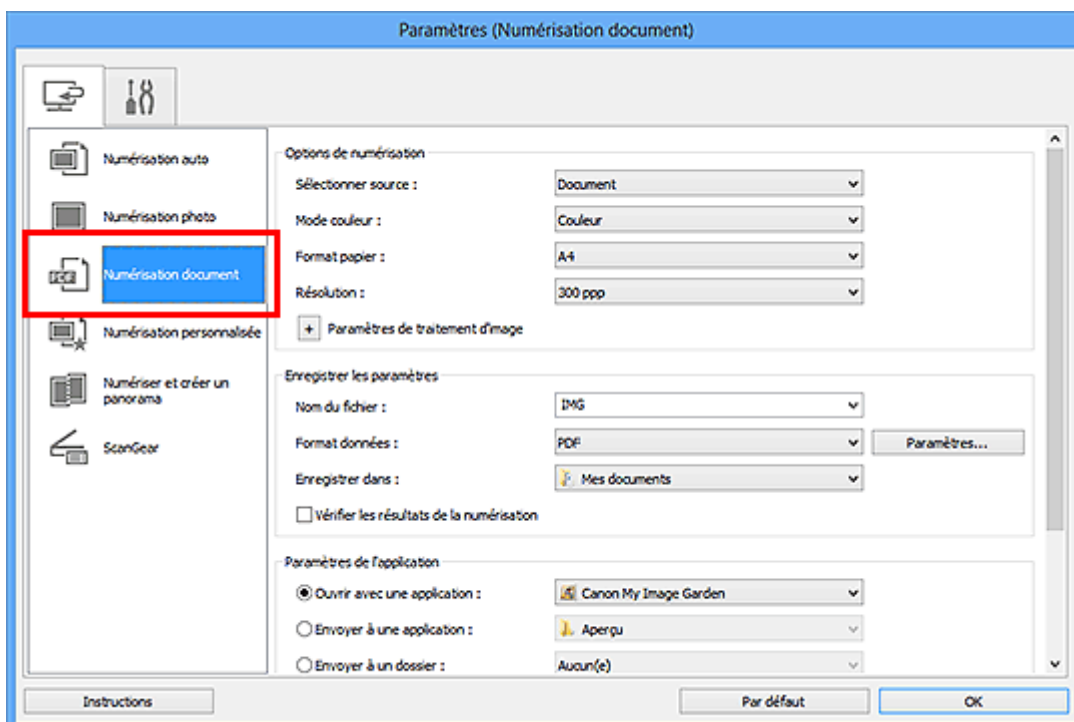 Paramètres (Numérisation document)
Numérisation auto
Numérisation photo
Numérisation document
Numérisation personnalisée
Numériser et créer un
panorama
ScanGear
Options de numérisation
Sélectionner source : Document
Mode couleur : Couleur
Format papier : A4
Résolution : 300 ppp
+ Paramètres de traitement d'image
Enregistrer les paramètres
Nom du fichier : IMG
Format données : PDF Paramètres...
Enregistrer dans : Mes documents
Vérifier les résultats de la numérisation
Paramètres de l'application
Ouvrir avec une application : Canon My Image Garden
Envoyer à une application : Aperçu
Envoyer à un dossier : Aucun(e)
Instructions Par défaut OK